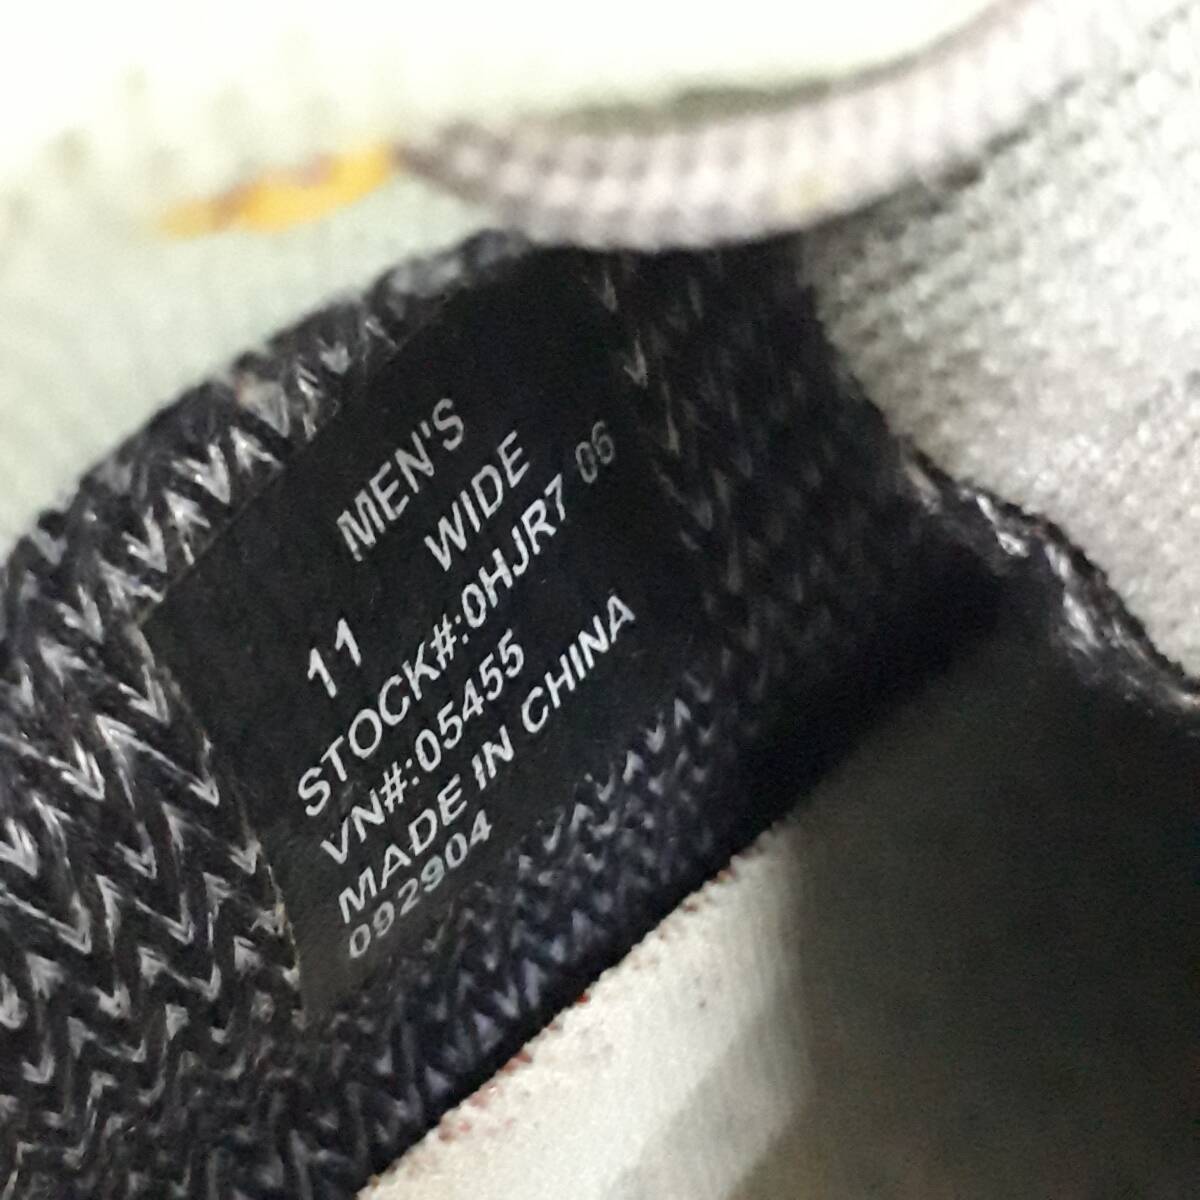 MEN'S
11 WIDE
STOCK#:0HJR7 06
VN#:05455
MADE IN CHINA
092904